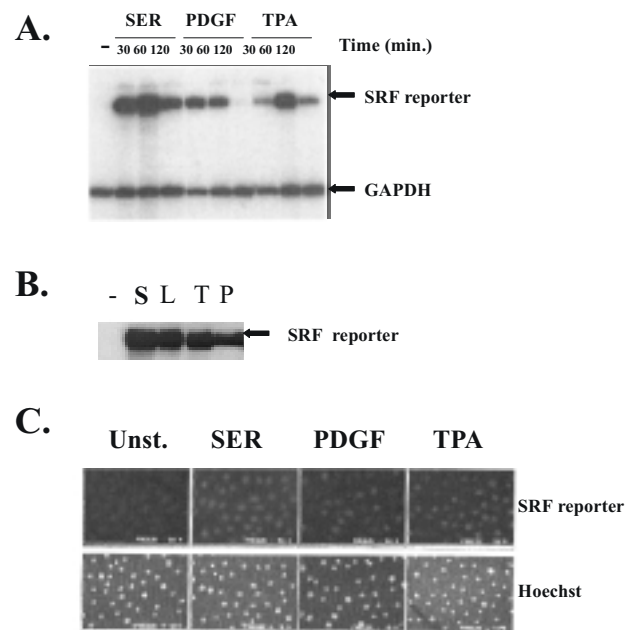 A.
SER PDGF TPA
- 30 60 120 30 60 120 30 60 120 Time (min.)
SRF reporter
GAPDH
B.
- S L T P
SRF reporter
C.
Unst. SER PDGF TPA
SRF reporter
Hoechst